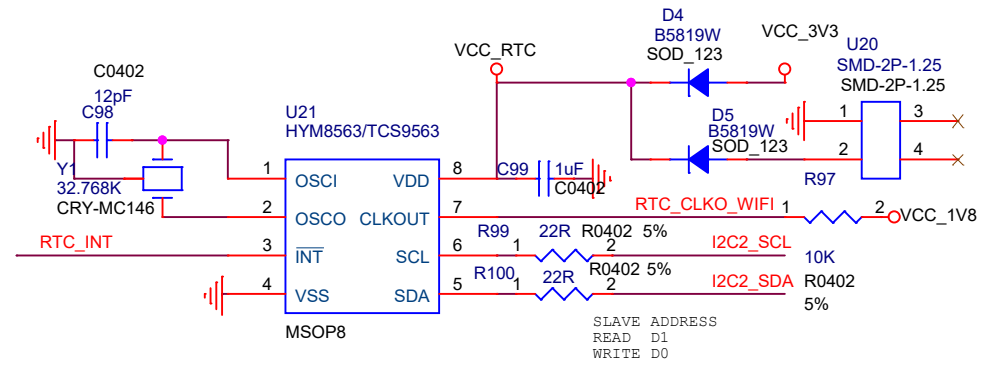 D4
B5819W
SOD_123
VCC_RTC
VCC_3V3
U20
SMD-2P-1.25
SMD-2P-1.25
C0402
12pF
C98
U21
HYM8563/TCS9563
D5
B5819W
SOD_123
1
2
3
4
Y1
32.768K
CRY-MC146
1
OSCI
VDD
8
C99
1uF
C0402
R97
2
OSCO
CLKOUT
7
RTC_CLKO_WIFI
1
2
VCC_1V8
RTC_INT
3
INT
SCL
6
R99
1
22R
2
R0402 5%
I2C2_SCL
10K
4
VSS
SDA
5
R100
1
22R
2
R0402 5%
I2C2_SDA
R0402
5%
MSOP8
SLAVE ADDRESS
READ D1
WRITE D0